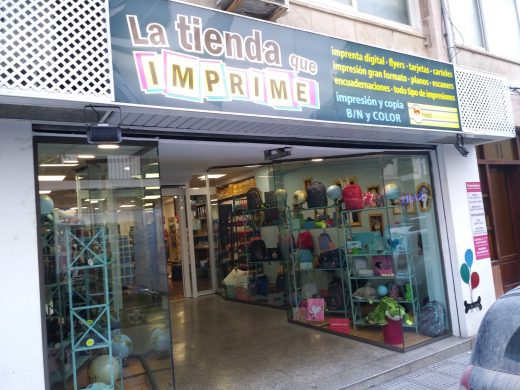 La tienda que
IMPRIME
imprenta digital - flyers - tarjetas - carteles
impresión gran formato - planos - escaners
encuadernaciones - todo tipo de impresiones
impresión y copia
B/N y COLOR